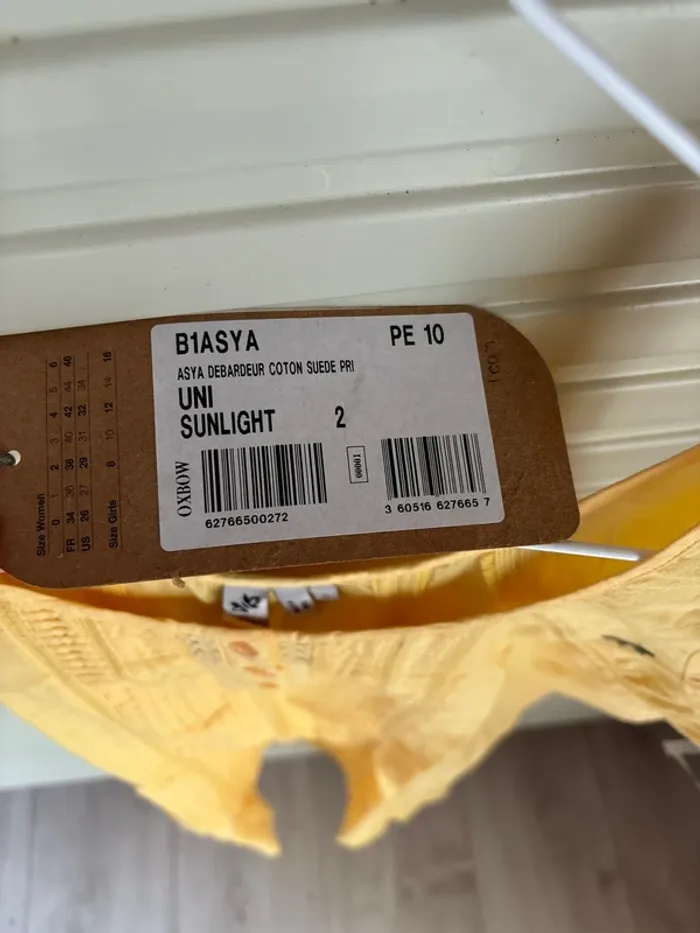 B1ASYA PE 10
ASYA DEBARDEUR COTON SUEDE PRI
UNI
SUNLIGHT 2
OXBOW
00001
62766500272
3 60516 627665 7
Size Women 0 1 2 3 4 5 6
FR 34 36 38 40 42 44 46
US 26 27 29 31 32 34
Size Girls 8 10 12 14 16